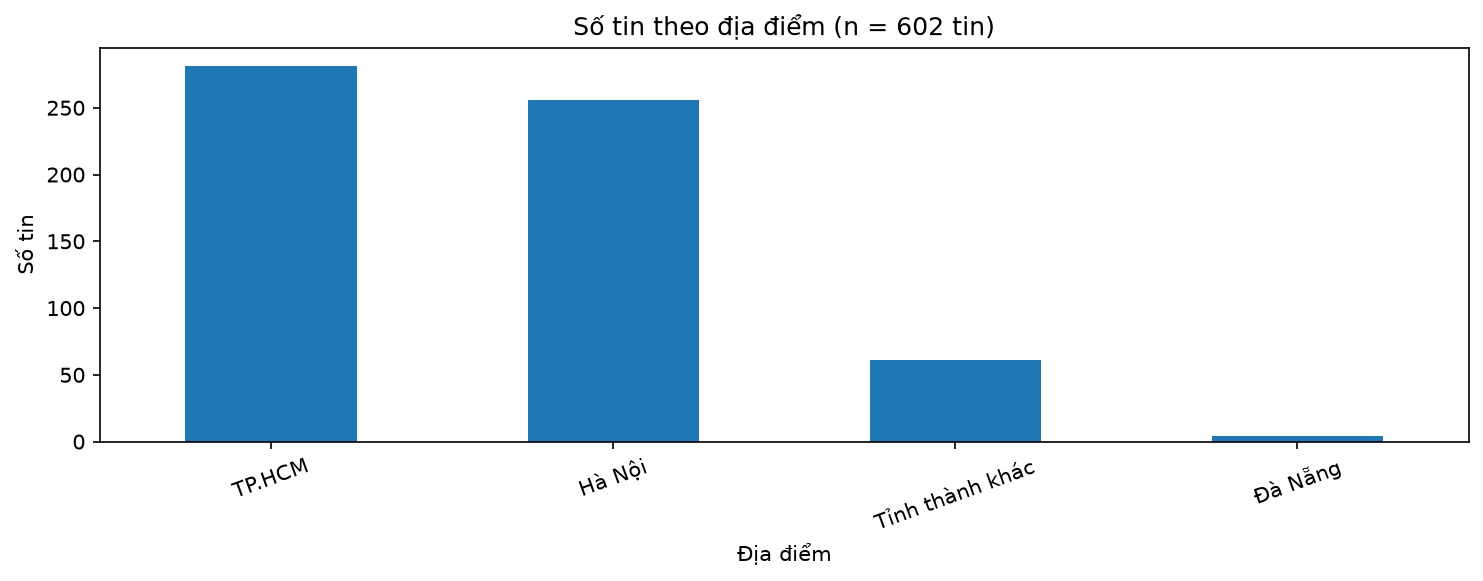 Số tin theo địa điểm (n = 602 tin)
Số tin
250
200
150
100
50
0
TP.HCM
Hà Nội
Tỉnh thành khác
Đà Nẵng
Địa điểm